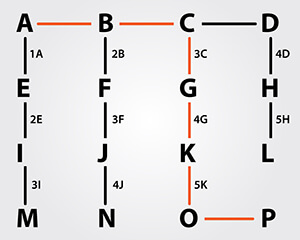 A B C D
1A 2B 3C 4D
E F G H
2E 3F 4G 5H
I J K L
3I 4J 5K
M N O P